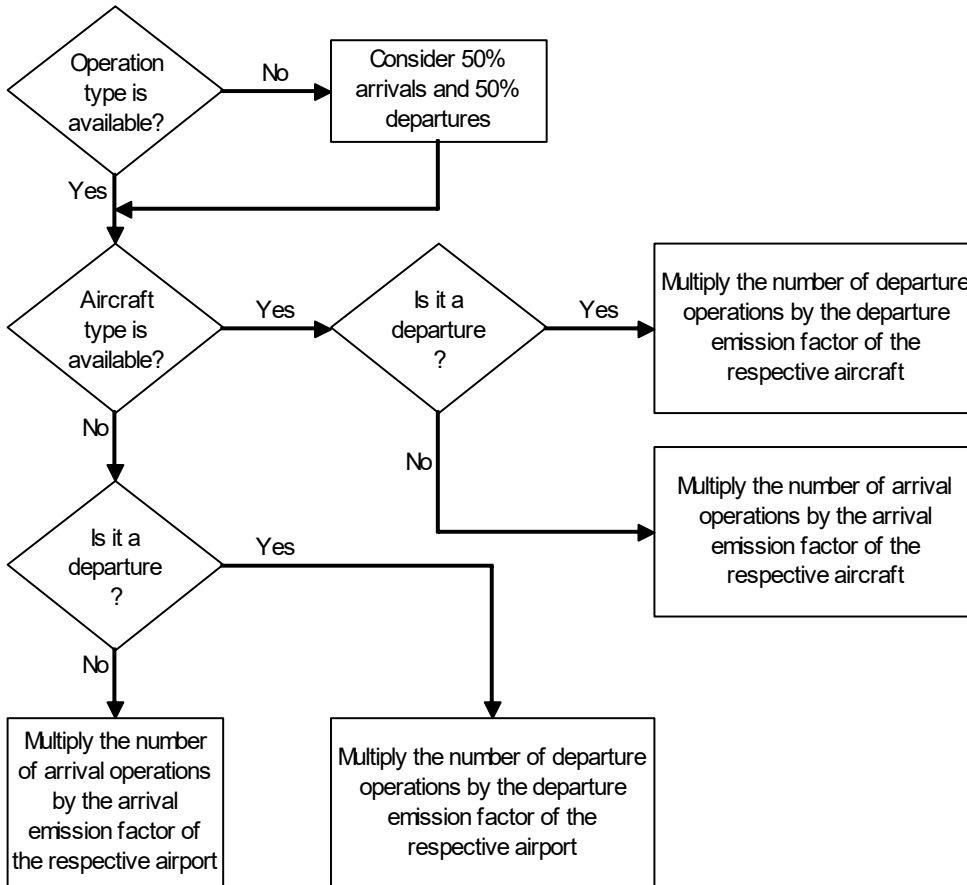 Operation
type is
available?
No
Consider 50%
arrivals and 50%
departures
Yes
Aircraft
type is
available?
Yes
Is it a
departure
?
Yes
Multiply the number of departure
operations by the departure
emission factor of the
respective aircraft
No
No
Multiply the number of arrival
operations by the arrival
emission factor of the
respective aircraft
Is it a
departure
?
Yes
No
Multiply the number
of arrival operations
by the arrival
emission factor of
the respective airport
Multiply the number of departure
operations by the departure
emission factor of the
respective airport